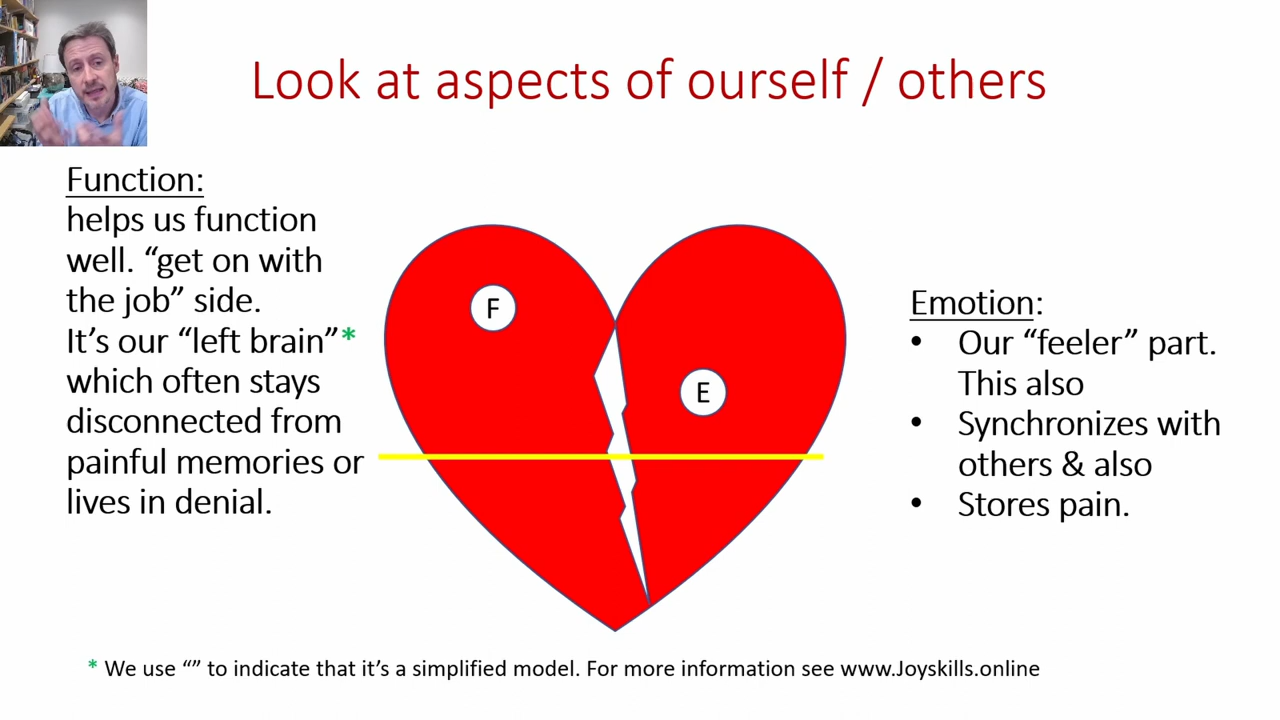 Look at aspects of ourself / others
Function:
helps us function
well. “get on with
the job” side.
It’s our “left brain”*
which often stays
disconnected from
painful memories or
lives in denial.
F
E
Emotion:
• Our “feeler” part.
This also
• Synchronizes with
others & also
• Stores pain.
* We use “” to indicate that it’s a simplified model. For more information see www.Joyskills.online